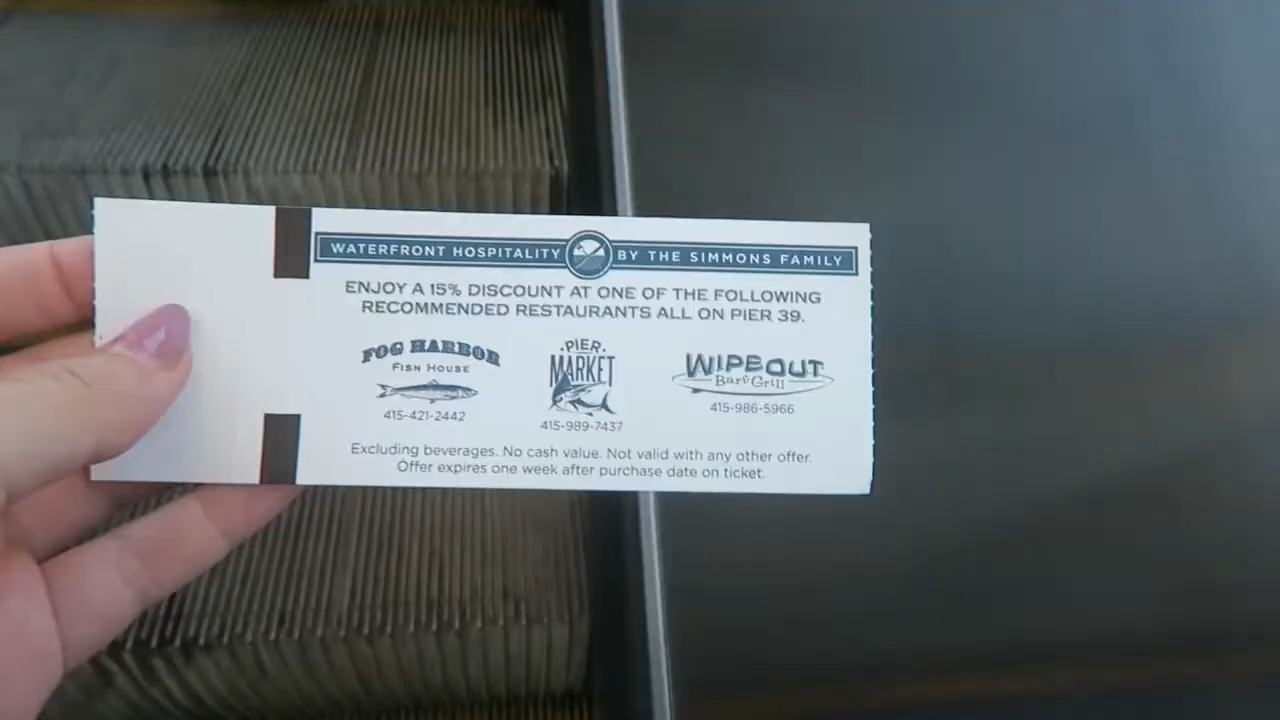 WATERFRONT HOSPITALITY BY THE SIMMONS FAMILY
ENJOY A 15% DISCOUNT AT ONE OF THE FOLLOWING
RECOMMENDED RESTAURANTS ALL ON PIER 39.
FOG HARBOR
FISH HOUSE
415-421-2442
·PIER·
MARKET
415-989-7437
WIPEOUT
Bar & Grill
415-986-5966
Excluding beverages. No cash value. Not valid with any other offer.
Offer expires one week after purchase date on ticket.